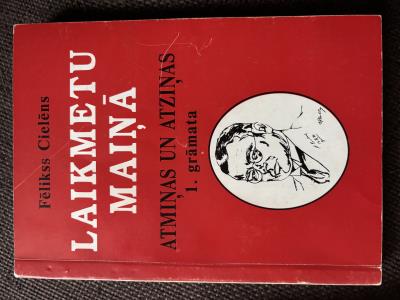 Fēlikss Cielēns
LAIKMETU
MAIŅĀ
ATMIŅAS UN ATZIŅAS
1. grāmata